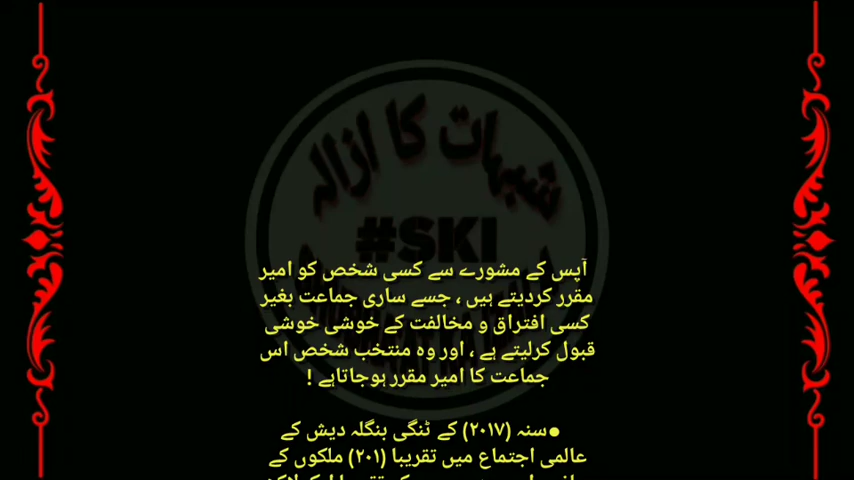 شبہات کا ازالہ
#SKI
آپس کے مشورے سے کسی شخص کو امیر
مقرر کردیتے ہیں ، جسے ساری جماعت بغیر
کسی افتراق و مخالفت کے خوشی خوشی
قبول کرلیتے ہے ، اور وہ منتخب شخص اس
جماعت کا امیر مقرر ہوجاتاہے !
●سنہ (۲۰۱۷) کے ٹنگی بنگلہ دیش کے
عالمی اجتماع میں تقریبا (۲۰۱) ملکوں کے